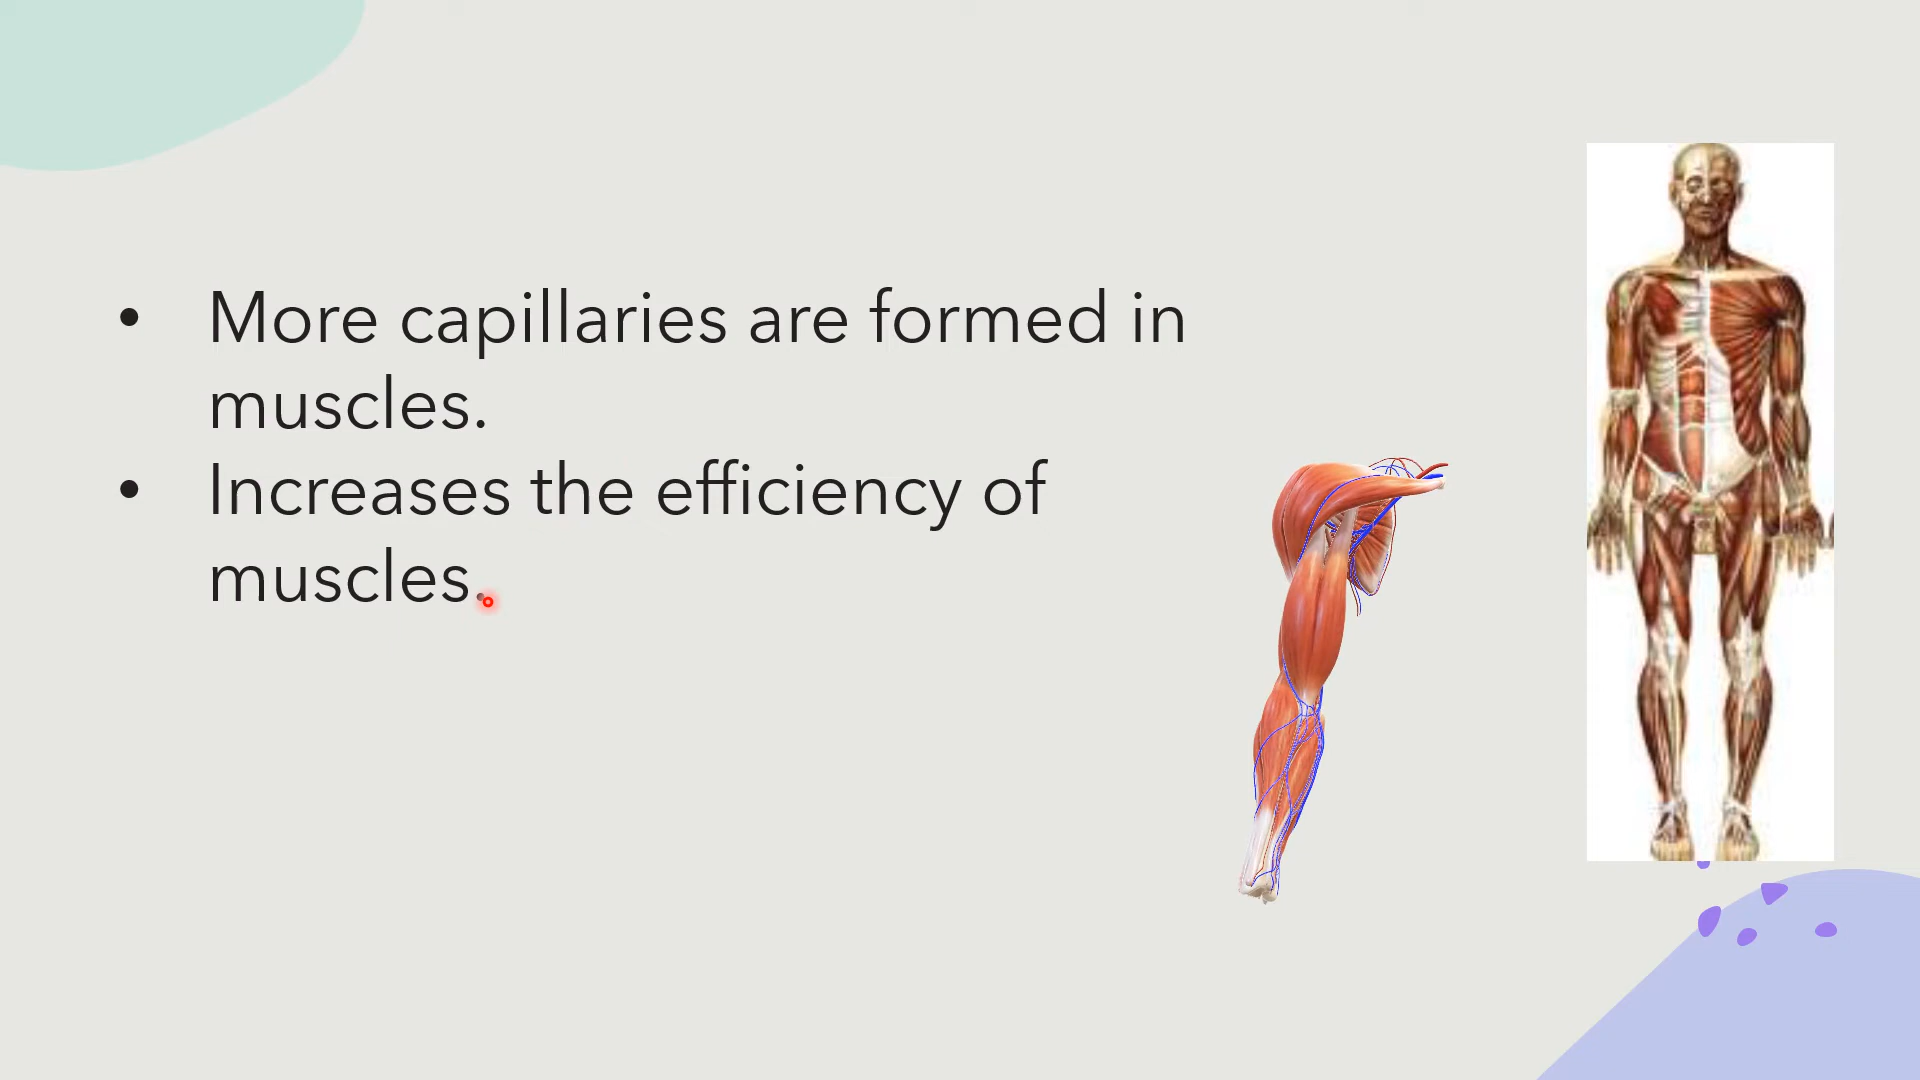 • More capillaries are formed in
muscles.
• Increases the efficiency of
muscles.